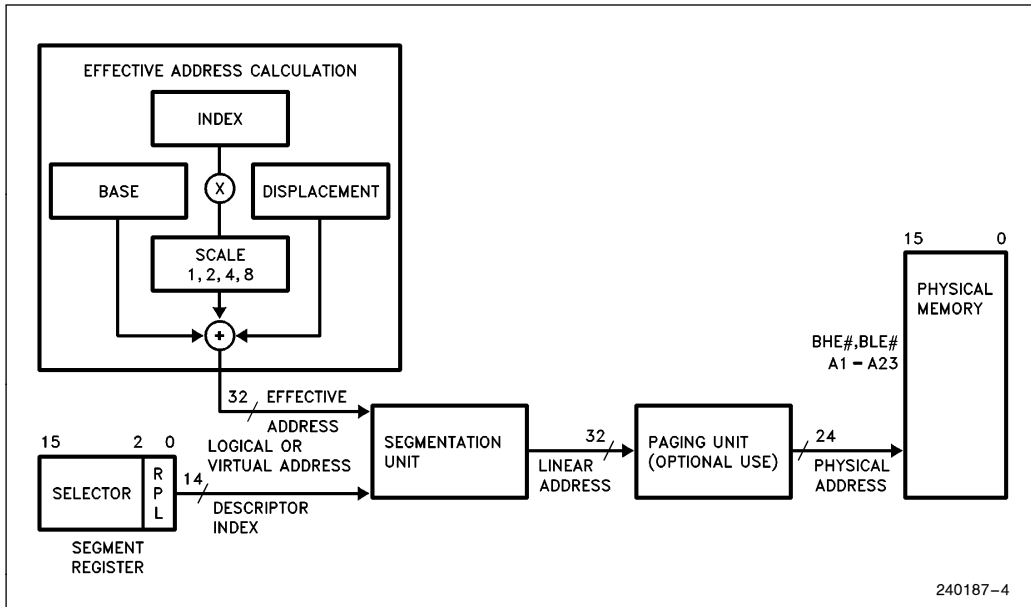 EFFECTIVE ADDRESS CALCULATION
INDEX
BASE
X
DISPLACEMENT
SCALE
1, 2, 4, 8
+
32
EFFECTIVE
ADDRESS
LOGICAL OR
VIRTUAL ADDRESS
15 2 0
SELECTOR
R
P
L
14
DESCRIPTOR
INDEX
SEGMENT
REGISTER
SEGMENTATION
UNIT
32
LINEAR
ADDRESS
PAGING UNIT
(OPTIONAL USE)
24
PHYSICAL
ADDRESS
BHE#,BLE#
A1 – A23
15 0
PHYSICAL
MEMORY
240187–4